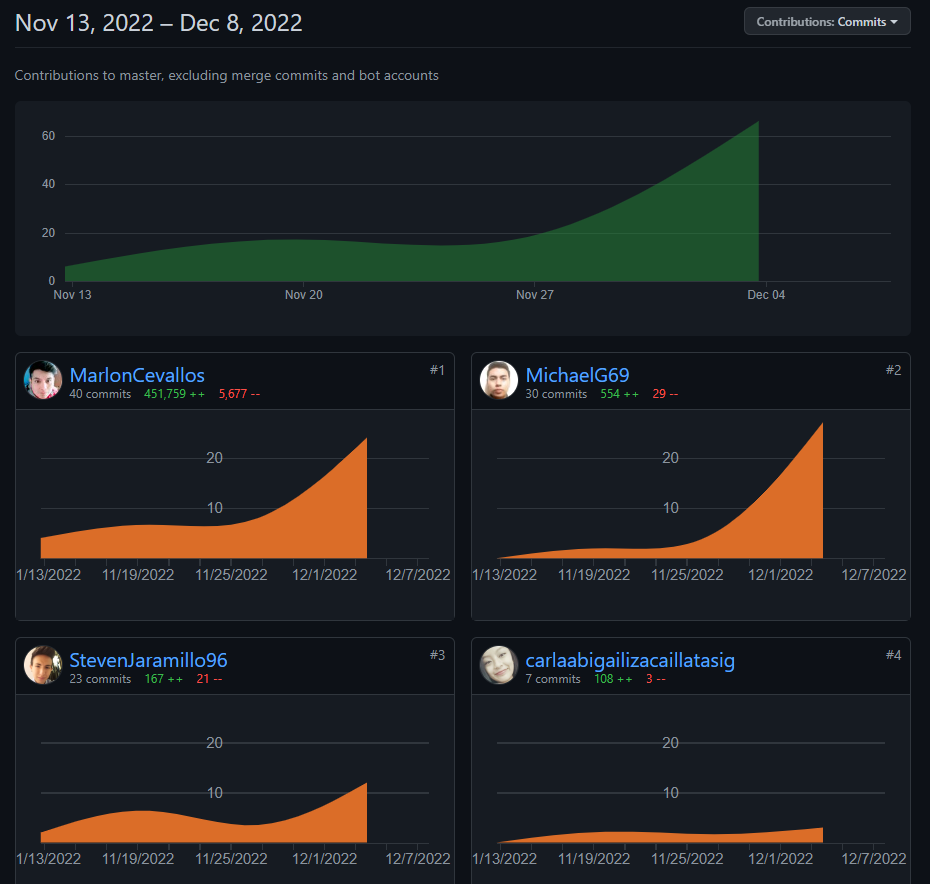 Nov 13, 2022 – Dec 8, 2022
Contributions: Commits
Contributions to master, excluding merge commits and bot accounts
60
40
20
0
Nov 13 Nov 20 Nov 27 Dec 04
MarlonCevallos #1
40 commits 451,759 ++ 5,677 --
20
10
1/13/2022 11/19/2022 11/25/2022 12/1/2022 12/7/2022
MichaelG69 #2
30 commits 554 ++ 29 --
20
10
1/13/2022 11/19/2022 11/25/2022 12/1/2022 12/7/2022
StevenJaramillo96 #3
23 commits 167 ++ 21 --
20
10
1/13/2022 11/19/2022 11/25/2022 12/1/2022 12/7/2022
carlaabigailizacaillatasig #4
7 commits 108 ++ 3 --
20
10
1/13/2022 11/19/2022 11/25/2022 12/1/2022 12/7/2022